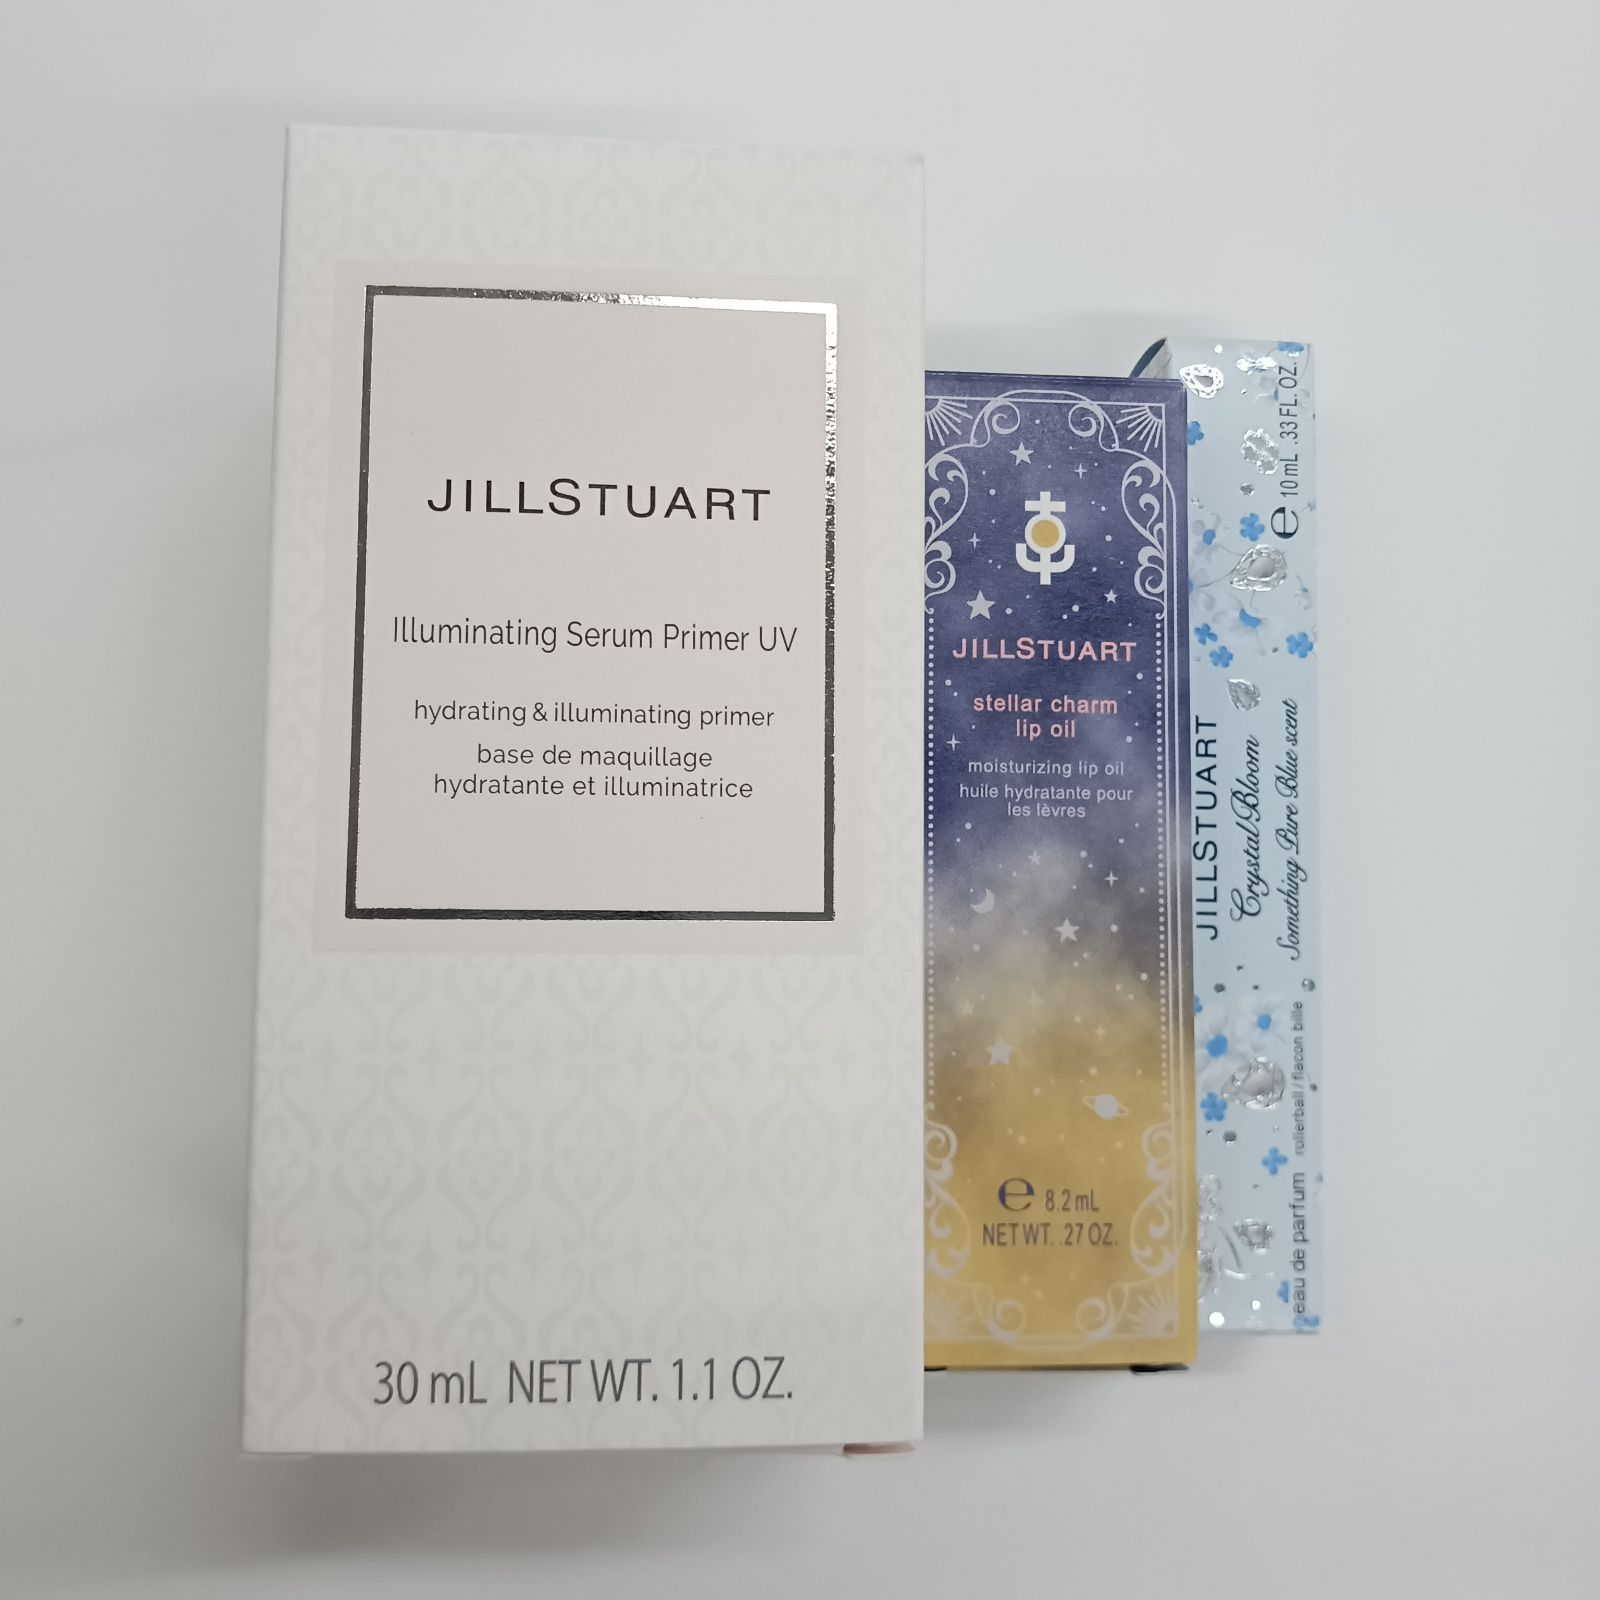 JILLSTUART
Illuminating Serum Primer UV
hydrating & illuminating primer
base de maquillage
hydratante et illuminatrice
30 mL NET WT. 1.1 OZ.
JILLSTUART
stellar charm
lip oil
moisturizing lip oil
huile hydratante pour
les lèvres
e 8.2 mL
NET WT. .27 OZ.
JILLSTUART
Crystal Bloom
Something Pure Blue scent
eau de parfum rollerball / flacon bille
e 10 mL .33 FL. OZ.